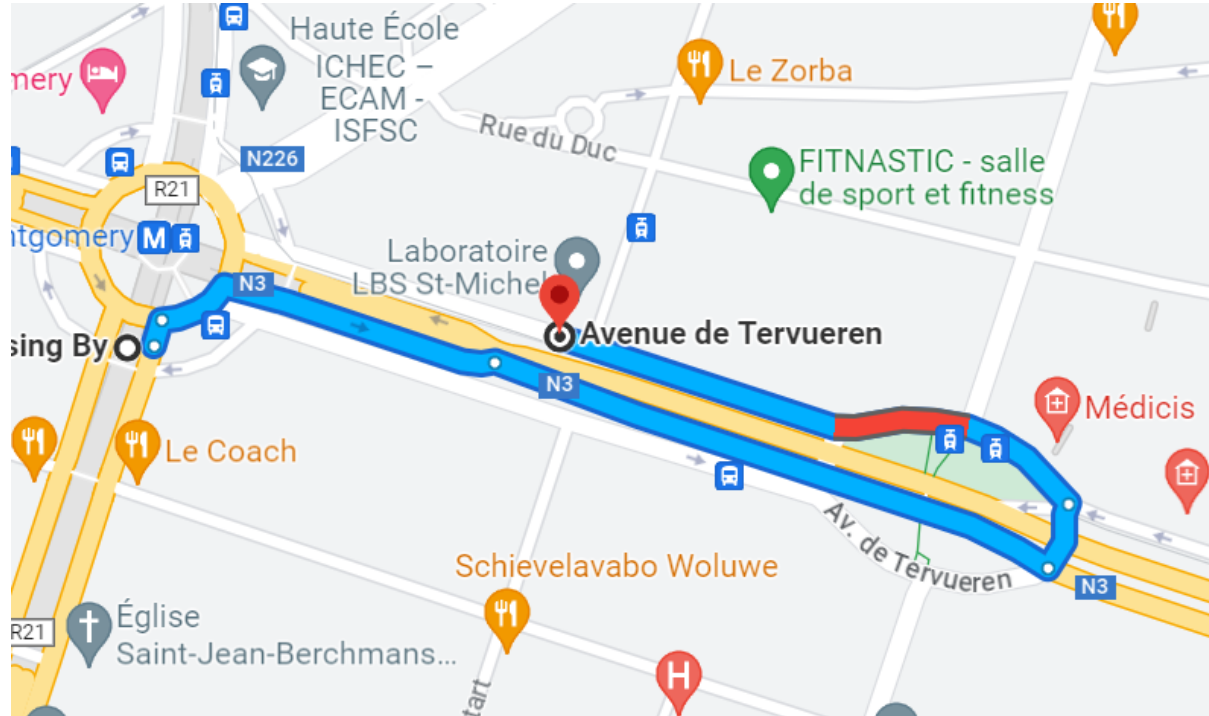 Haute École
ICHEC –
ECAM -
ISFSC
mery
Le Zorba
Rue du Duc
N226
R21
FITNASTIC - salle
de sport et fitness
ntgomery M
Laboratoire
LBS St-Michel
N3
sing By
Avenue de Tervueren
N3
Médicis
Le Coach
Av. de Tervueren
Schievelavabo Woluwe
N3
Église
Saint-Jean-Berchmans...
R21
H
tart